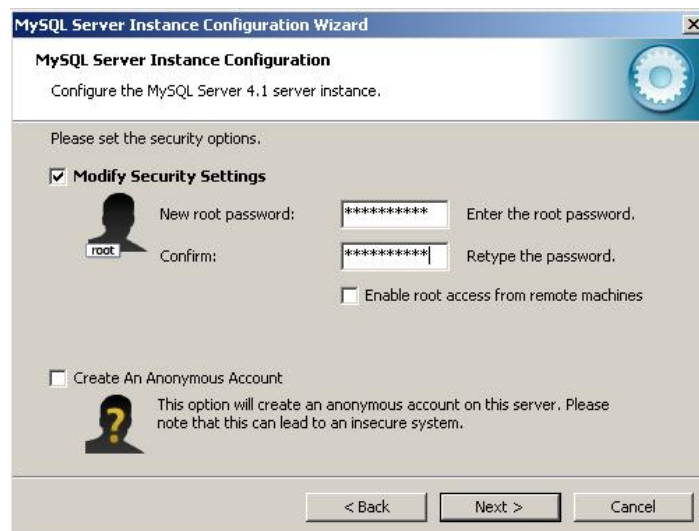 MySQL Server Instance Configuration Wizard
MySQL Server Instance Configuration
Configure the MySQL Server 4.1 server instance.
Please set the security options.
Modify Security Settings
New root password: ********** Enter the root password.
root
Confirm: ********** Retype the password.
Enable root access from remote machines
Create An Anonymous Account
?
This option will create an anonymous account on this server. Please
note that this can lead to an insecure system.
< Back Next > Cancel